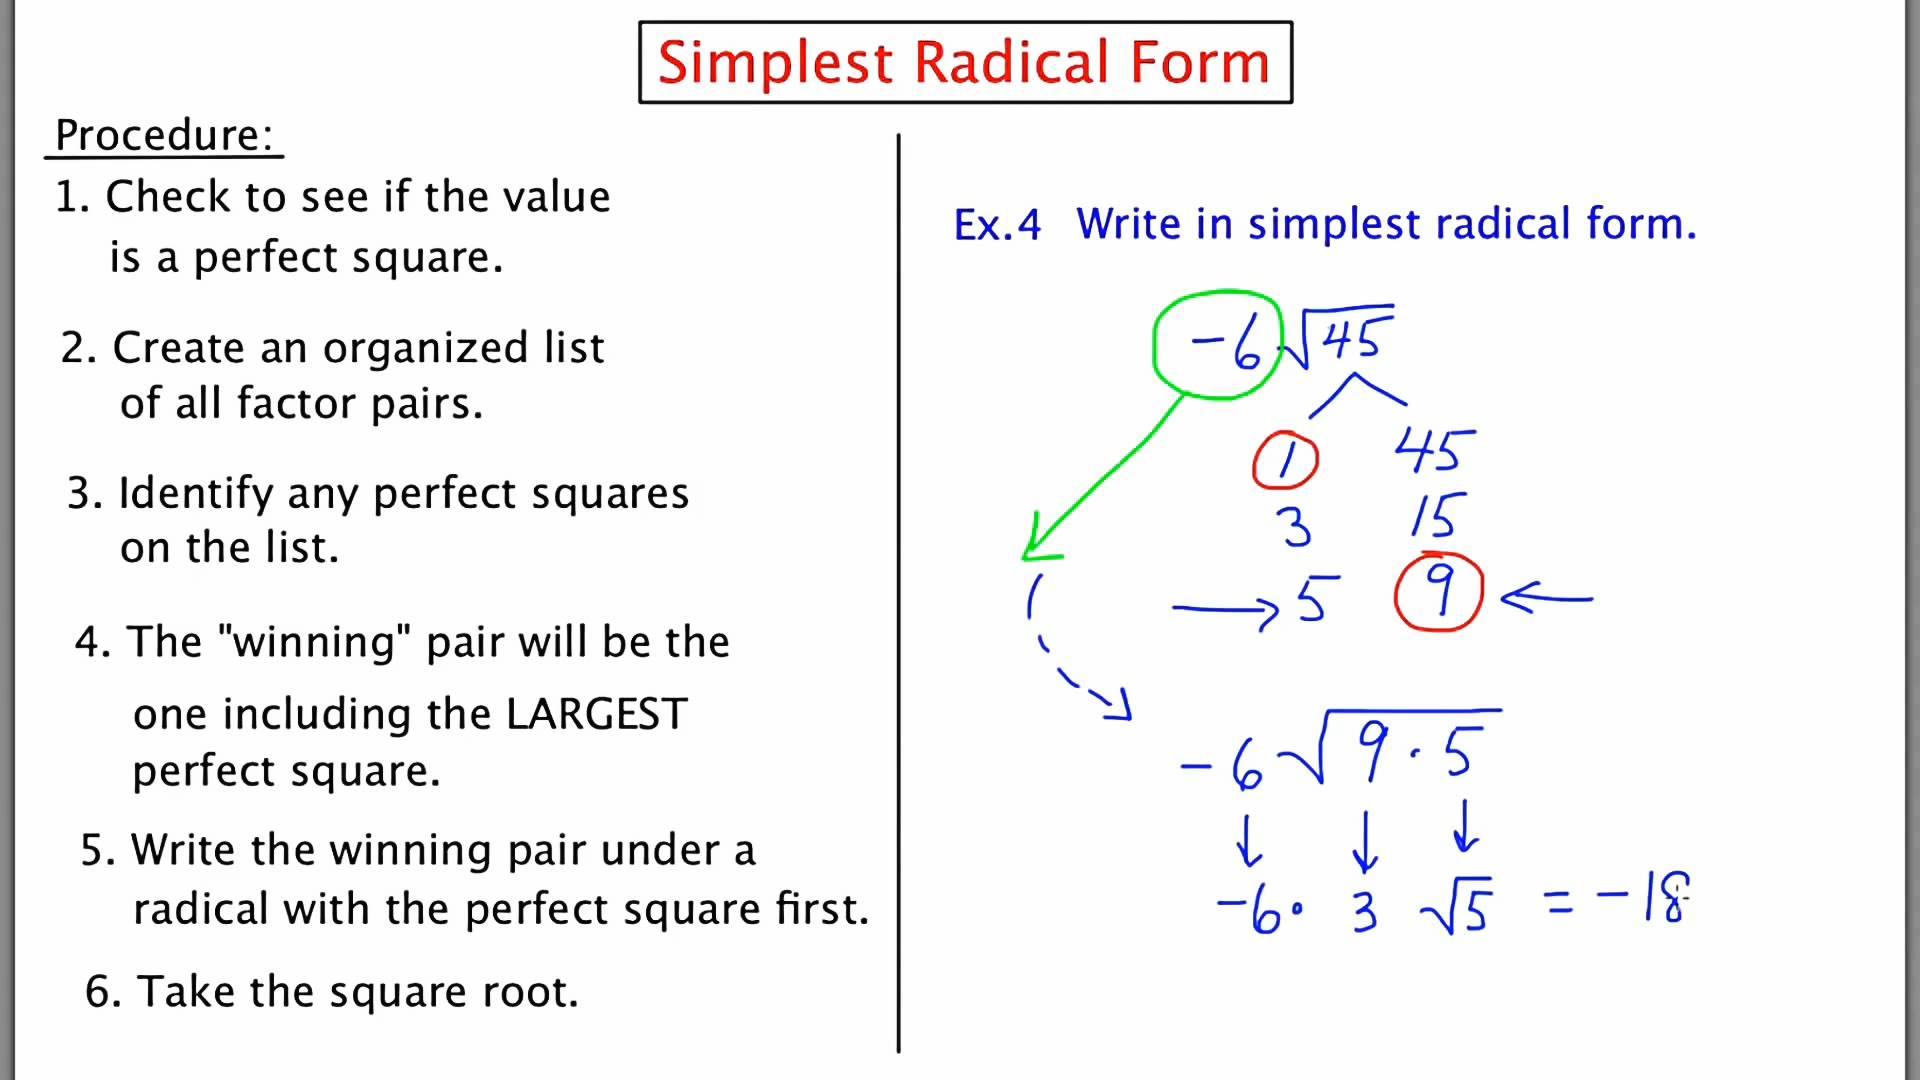 Simplest Radical Form
Procedure:
1. Check to see if the value
is a perfect square.
2. Create an organized list
of all factor pairs.
3. Identify any perfect squares
on the list.
4. The "winning" pair will be the
one including the LARGEST
perfect square.
5. Write the winning pair under a
radical with the perfect square first.
6. Take the square root.
Ex.4 Write in simplest radical form.
-6√45
1 45
3 15
5 9
-6√9·5
-6· 3 √5 = -18